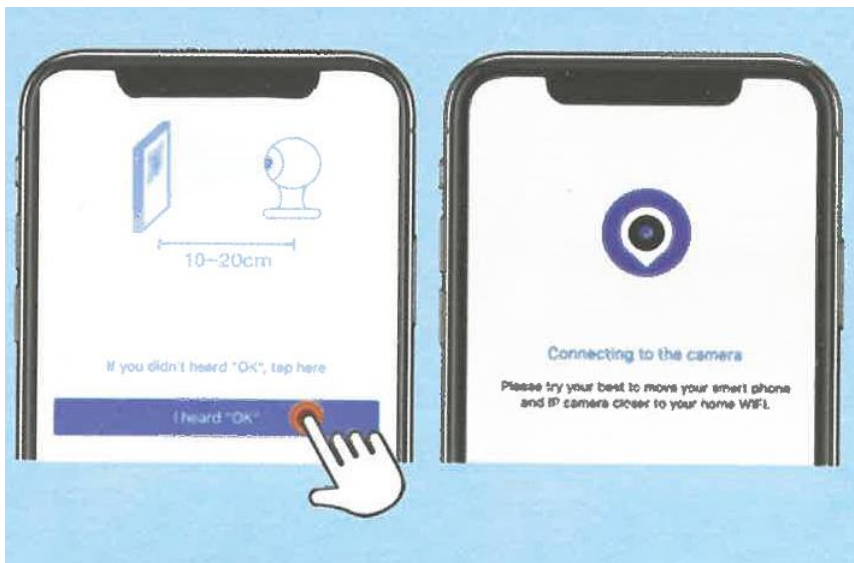 10~20cm
If you didn't heard "OK", tap here
I heard "OK"
Connecting to the camera
Please try your best to move your smart phone
and IP camera closer to your home WIFI.